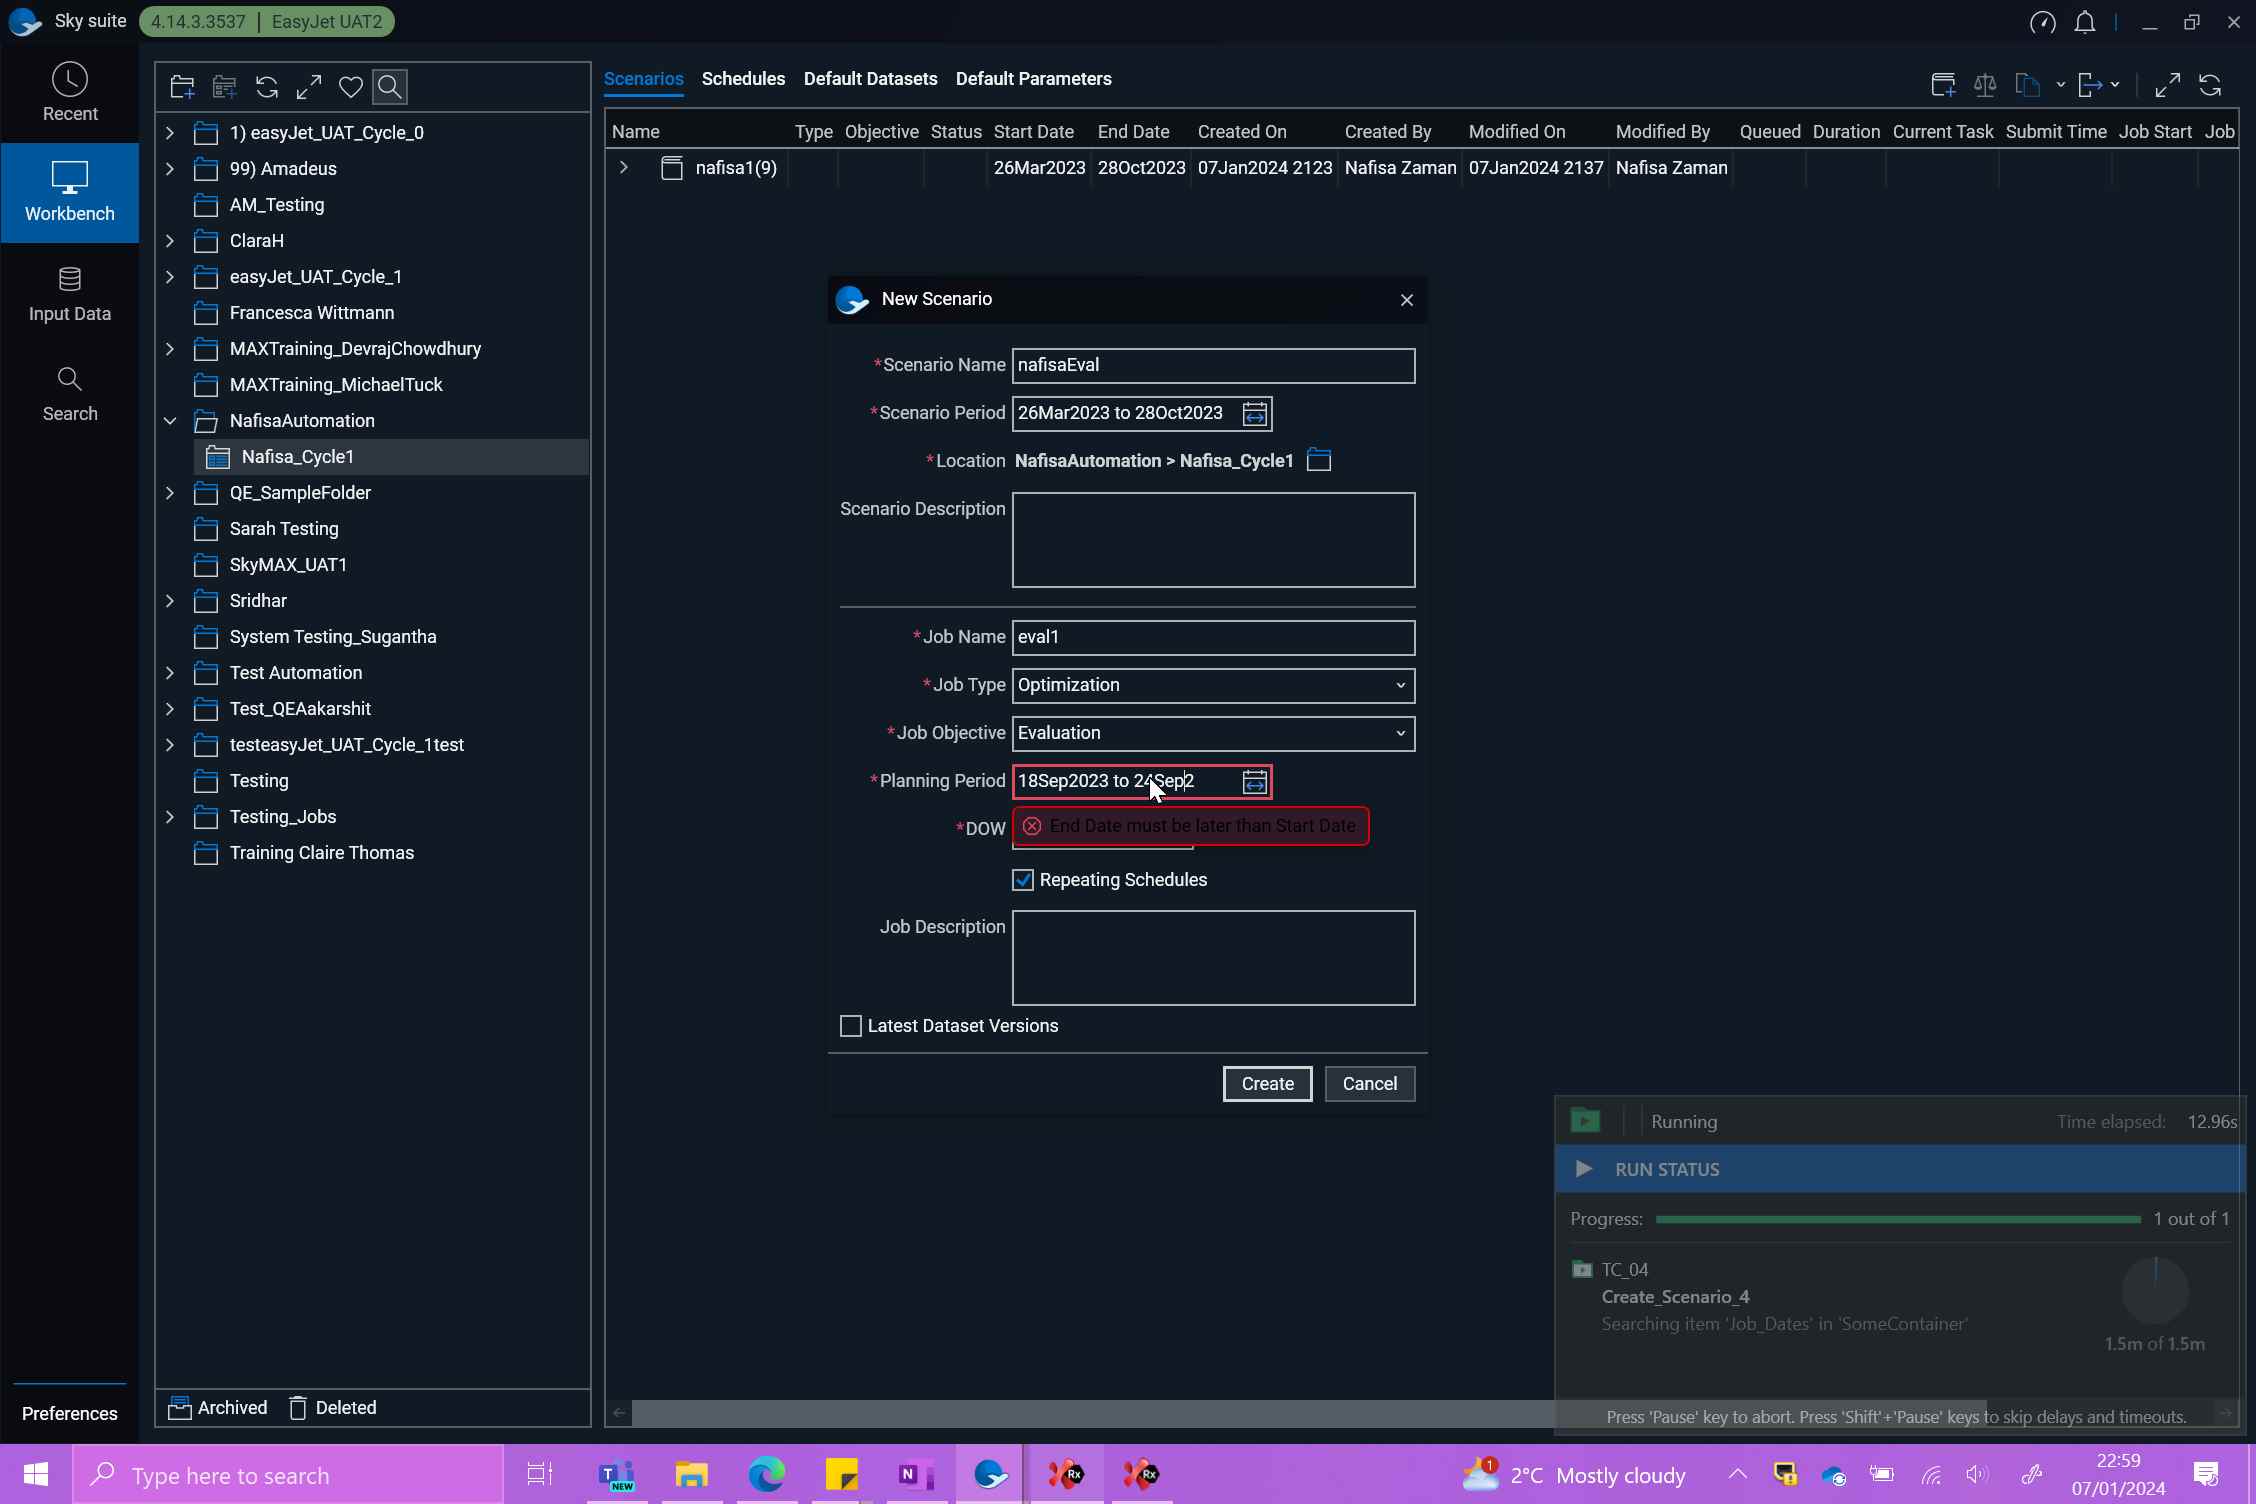 Sky suite 4.14.3.3537 | EasyJet UAT2
Recent
Workbench
Input Data
Search
Preferences
1) easyJet_UAT_Cycle_0
99) Amadeus
AM_Testing
ClaraH
easyJet_UAT_Cycle_1
Francesca Wittmann
MAXTraining_DevrajChowdhury
MAXTraining_MichaelTuck
NafisaAutomation
Nafisa_Cycle1
QE_SampleFolder
Sarah Testing
SkyMAX_UAT1
Sridhar
System Testing_Sugantha
Test Automation
Test_QEAakarshit
testeasyJet_UAT_Cycle_1test
Testing
Testing_Jobs
Training Claire Thomas
Archived Deleted
Scenarios Schedules Default Datasets Default Parameters
Name Type Objective Status Start Date End Date Created On Created By Modified On Modified By Queued Duration Current Task Submit Time Job Start Job
nafisa1(9) 26Mar2023 28Oct2023 07Jan2024 2123 Nafisa Zaman 07Jan2024 2137 Nafisa Zaman
New Scenario
*Scenario Name nafisaEval
*Scenario Period 26Mar2023 to 28Oct2023
*Location NafisaAutomation > Nafisa_Cycle1
Scenario Description
*Job Name eval1
*Job Type Optimization
*Job Objective Evaluation
*Planning Period 18Sep2023 to 24Sep2
*DOW End Date must be later than Start Date
Repeating Schedules
Job Description
Latest Dataset Versions
Create Cancel
Running Time elapsed: 12.96s
RUN STATUS
Progress: 1 out of 1
TC_04
Create_Scenario_4
Searching item 'Job_Dates' in 'SomeContainer'
1.5m of 1.5m
Press 'Pause' key to abort. Press 'Shift'+'Pause' keys to skip delays and timeouts.
Type here to search
T
NEW
N
Rx
Rx
1
2°C Mostly cloudy
22:59
07/01/2024